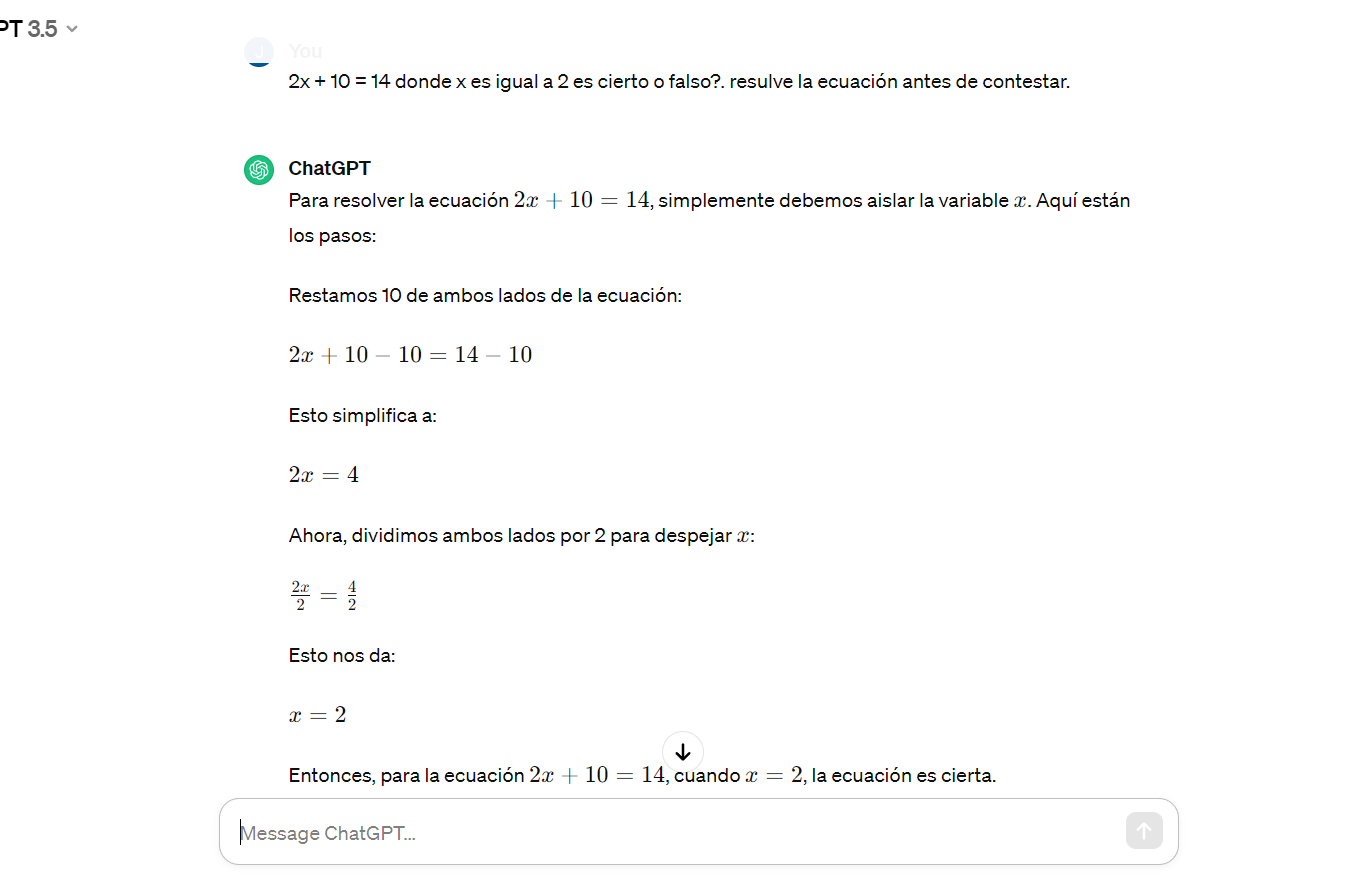 PT 3.5
You
2x + 10 = 14 donde x es igual a 2 es cierto o falso?. resulve la ecuación antes de contestar.
ChatGPT
Para resolver la ecuación 2x + 10 = 14, simplemente debemos aislar la variable x. Aquí están
los pasos:
Restamos 10 de ambos lados de la ecuación:
2x + 10 − 10 = 14 − 10
Esto simplifica a:
2x = 4
Ahora, dividimos ambos lados por 2 para despejar x:
2x/2 = 4/2
Esto nos da:
x = 2
Entonces, para la ecuación 2x + 10 = 14, cuando x = 2, la ecuación es cierta.
Message ChatGPT...